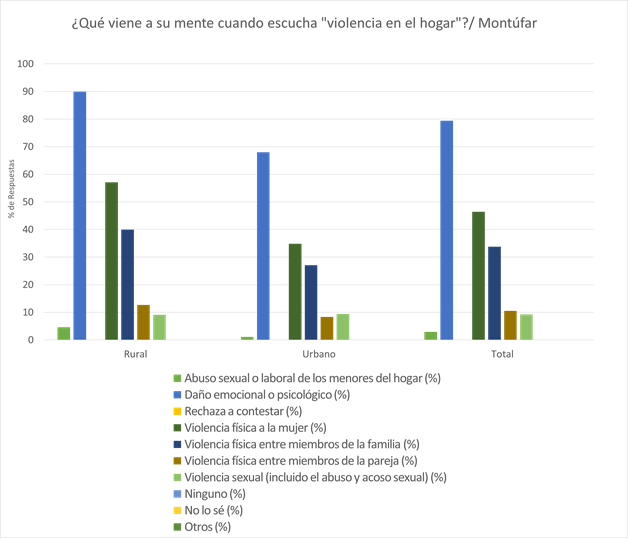 ¿Qué viene a su mente cuando escucha "violencia en el hogar"?/ Montúfar
100
90
80
70
60
50
40
30
20
10
0
% de Respuestas
Rural Urbano Total
Abuso sexual o laboral de los menores del hogar (%)
Daño emocional o psicológico (%)
Rechaza a contestar (%)
Violencia física a la mujer (%)
Violencia física entre miembros de la familia (%)
Violencia física entre miembros de la pareja (%)
Violencia sexual (incluido el abuso y acoso sexual) (%)
Ninguno (%)
No lo sé (%)
Otros (%)